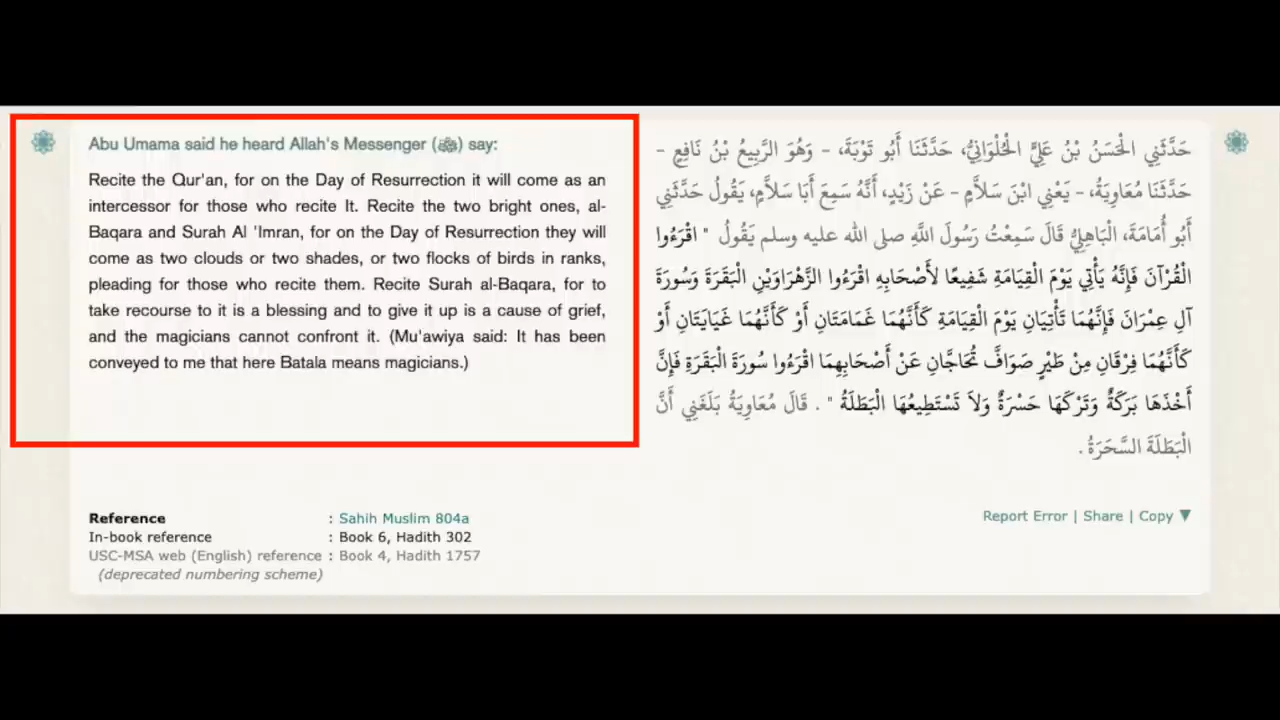 Abu Umama said he heard Allah's Messenger (ﷺ) say:
Recite the Qur'an, for on the Day of Resurrection it will come as an
intercessor for those who recite It. Recite the two bright ones, al-
Baqara and Surah Al 'Imran, for on the Day of Resurrection they will
come as two clouds or two shades, or two flocks of birds in ranks,
pleading for those who recite them. Recite Surah al-Baqara, for to
take recourse to it is a blessing and to give it up is a cause of grief,
and the magicians cannot confront it. (Mu'awiya said: It has been
conveyed to me that here Batala means magicians.)
حَدَّثَنِي الْحَسَنُ بْنُ عَلِيٍّ الْحُلْوَانِيُّ، حَدَّثَنَا أَبُو تَوْبَةَ، - وَهُوَ الرَّبِيعُ بْنُ نَافِعٍ -
حَدَّثَنَا مُعَاوِيَةُ، - يَعْنِي ابْنَ سَلاَّمٍ - عَنْ زَيْدٍ، أَنَّهُ سَمِعَ أَبَا سَلاَّمٍ، يَقُولُ حَدَّثَنِي
أَبُو أُمَامَةَ، الْبَاهِلِيُّ قَالَ سَمِعْتُ رَسُولَ اللَّهِ صلى الله عليه وسلم يَقُولُ " اقْرَءُوا
الْقُرْآنَ فَإِنَّهُ يَأْتِي يَوْمَ الْقِيَامَةِ شَفِيعًا لأَصْحَابِهِ اقْرَءُوا الزَّهْرَاوَيْنِ الْبَقَرَةَ وَسُورَةَ
آلِ عِمْرَانَ فَإِنَّهُمَا تَأْتِيَانِ يَوْمَ الْقِيَامَةِ كَأَنَّهُمَا غَمَامَتَانِ أَوْ كَأَنَّهُمَا غَيَايَتَانِ أَوْ
كَأَنَّهُمَا فِرْقَانِ مِنْ طَيْرٍ صَوَافَّ تُحَاجَّانِ عَنْ أَصْحَابِهِمَا اقْرَءُوا سُورَةَ الْبَقَرَةِ فَإِنَّ
أَخْذَهَا بَرَكَةٌ وَتَرْكَهَا حَسْرَةٌ وَلاَ تَسْتَطِيعُهَا الْبَطَلَةُ " . قَالَ مُعَاوِيَةُ بَلَغَنِي أَنَّ
الْبَطَلَةَ السَّحَرَةُ .
Reference : Sahih Muslim 804a
In-book reference : Book 6, Hadith 302
USC-MSA web (English) reference : Book 4, Hadith 1757
(deprecated numbering scheme)
Report Error | Share | Copy ▼